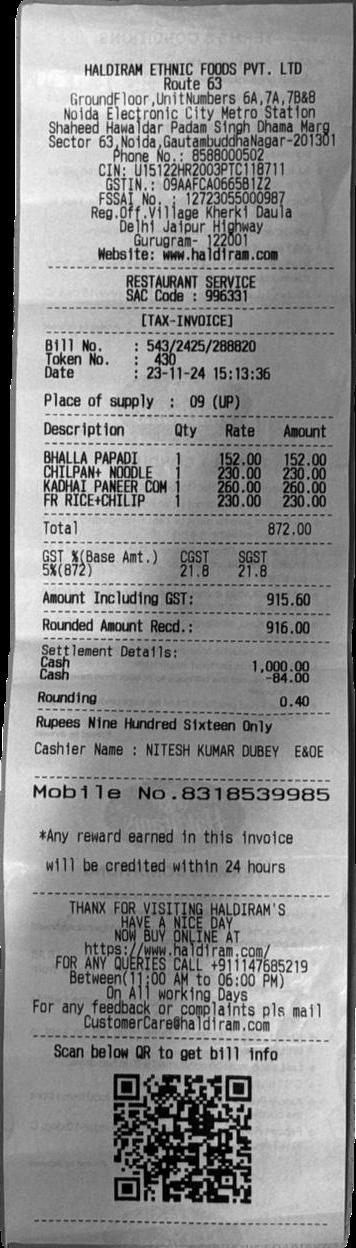 HALDIRAM ETHNIC FOODS PVT. LTD
Route 63
GroundFloor,UnitNumbers 6A,7A,7B&8
Noida Electronic City Metro Station
Shaheed Hawaldar Padam Singh Dhama Marg
Sector 63,Noida,GautambuddhaNagar-201301
Phone No.: 8588000502
CIN: U15122HR2003PTC118711
GSTIN.: 09AAFCA0665B1Z2
FSSAI No. : 12723055000987
Reg.Off.Village Kherki Daula
Delhi Jaipur Highway
Gurugram- 122001
Website: www.haldiram.com
RESTAURANT SERVICE
SAC Code : 996331
[TAX-INVOICE]
Bill No. : 543/2425/288820
Token No. : 430
Date : 23-11-24 15:13:36
Place of supply : 09 (UP)
Description Qty Rate Amount
BHALLA PAPADI 1 152.00 152.00
CHILPAN+ NOODLE 1 230.00 230.00
KADHAI PANEER COM 1 260.00 260.00
FR RICE+CHILIP 1 230.00 230.00
Total 872.00
GST %(Base Amt.) CGST SGST
5%(872) 21.8 21.8
Amount Including GST: 915.60
Rounded Amount Recd.: 916.00
Settlement Details:
Cash 1,000.00
Cash -84.00
Rounding 0.40
Rupees Nine Hundred Sixteen Only
Cashier Name : NITESH KUMAR DUBEY E&OE
Mobile No.8318539985
*Any reward earned in this invoice
will be credited within 24 hours
THANX FOR VISITING HALDIRAM'S
HAVE A NICE DAY
NOW BUY ONLINE AT
https://www.haldiram.com/
FOR ANY QUERIES CALL +911147685219
Between(11:00 AM to 06:00 PM)
On All working Days
For any feedback or complaints pls mail
CustomerCare@haldiram.com
Scan below QR to get bill info